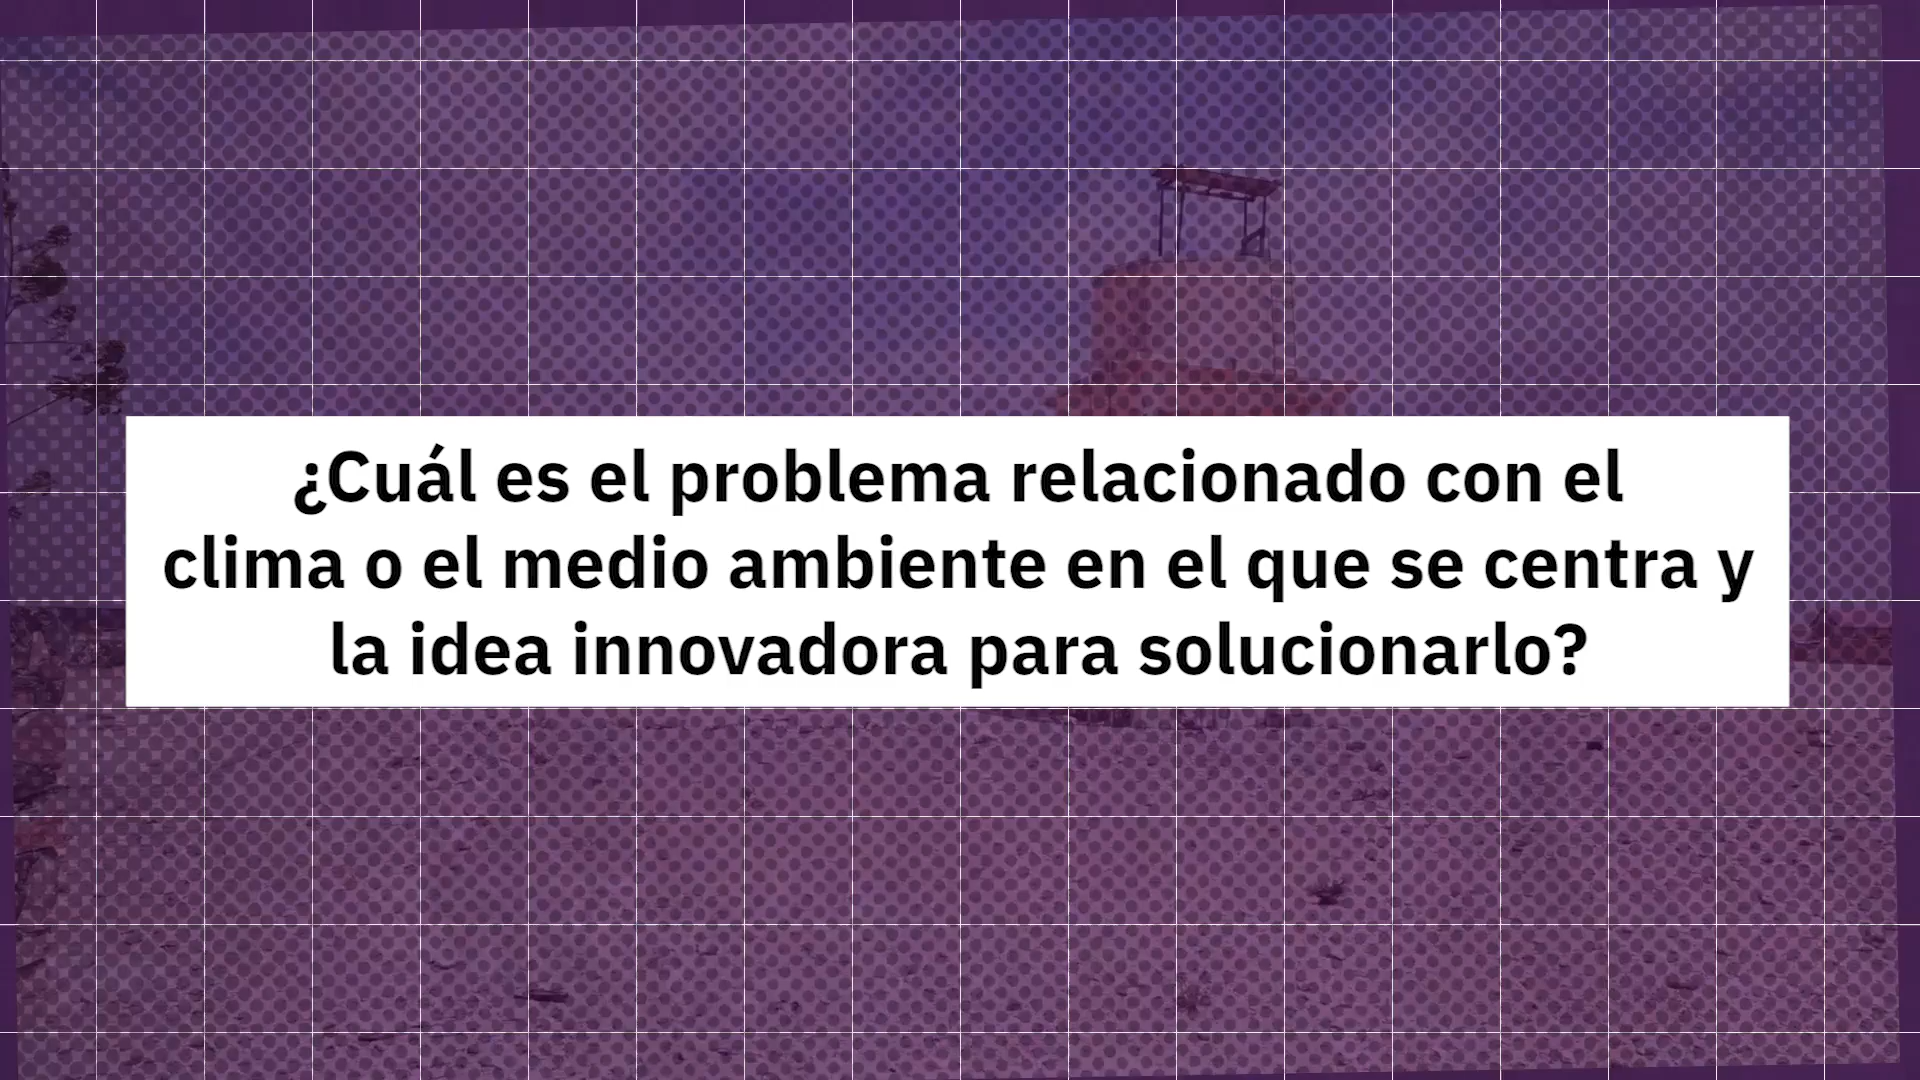 ¿Cuál es el problema relacionado con el
clima o el medio ambiente en el que se centra y
la idea innovadora para solucionarlo?